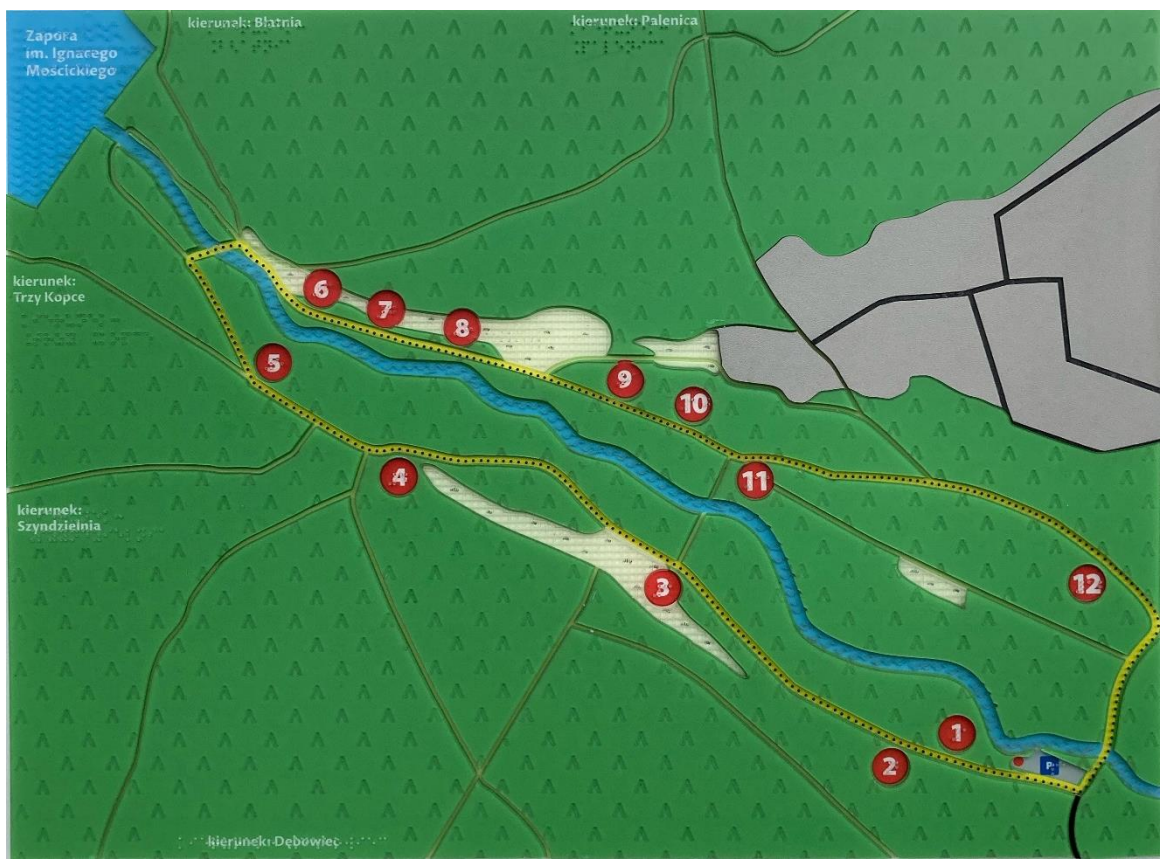 kierunek: Błatnia
kierunek: Palenica
Zapora
im. Ignacego
Mościckiego
kierunek:
Trzy Kopce
6
7
8
5
9
10
4
11
kierunek:
Szyndzielnia
3
12
1
2
P
kierunek: Dębowiec